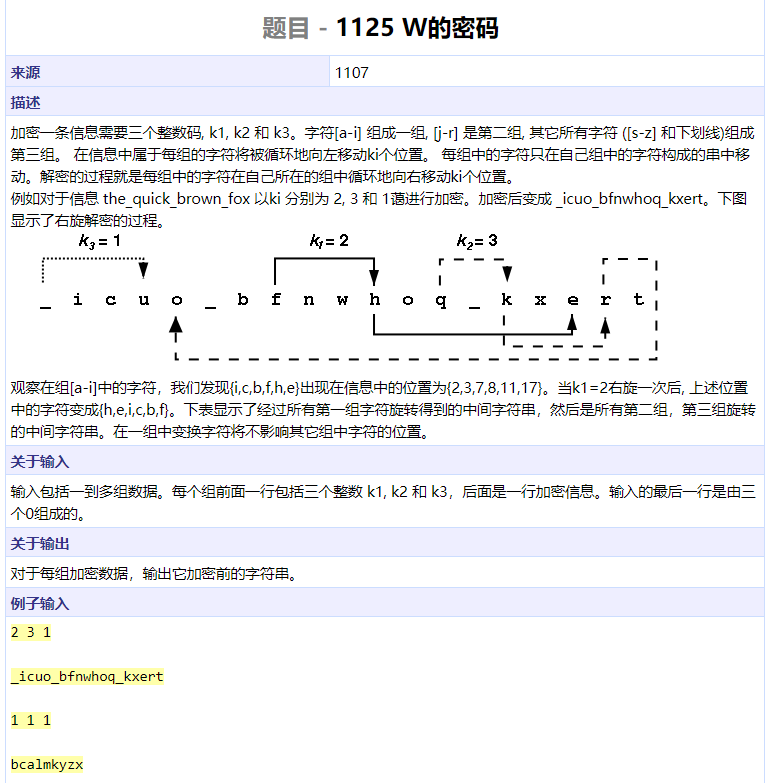 题目 - 1125 W的密码
来源 1107
描述
加密一条信息需要三个整数码, k1, k2 和 k3。字符[a-i] 组成一组, [j-r] 是第二组, 其它所有字符 ([s-z] 和下划线)组成
第三组。 在信息中属于每组的字符将被循环地向左移动ki个位置。 每组中的字符只在自己组中的字符构成的串中移
动。解密的过程就是每组中的字符在自己所在的组中循环地向右移动ki个位置。
例如对于信息 the_quick_brown_fox 以ki 分别为 2, 3 和 1蔼进行加密。加密后变成 _icuo_bfnwhoq_kxert。下图
显示了右旋解密的过程。
k3 = 1 k1 = 2 k2 = 3
_ i c u o _ b f n w h o q _ k x e r t
观察在组[a-i]中的字符，我们发现{i,c,b,f,h,e}出现在信息中的位置为{2,3,7,8,11,17}。当k1=2右旋一次后, 上述位置
中的字符变成{h,e,i,c,b,f}。下表显示了经过所有第一组字符旋转得到的中间字符串，然后是所有第二组，第三组旋转
的中间字符串。在一组中变换字符将不影响其它组中字符的位置。
关于输入
输入包括一到多组数据。每个组前面一行包括三个整数 k1, k2 和 k3，后面是一行加密信息。输入的最后一行是由三
个0组成的。
关于输出
对于每组加密数据，输出它加密前的字符串。
例子输入
2 3 1
_icuo_bfnwhoq_kxert
1 1 1
bcalmkyzx